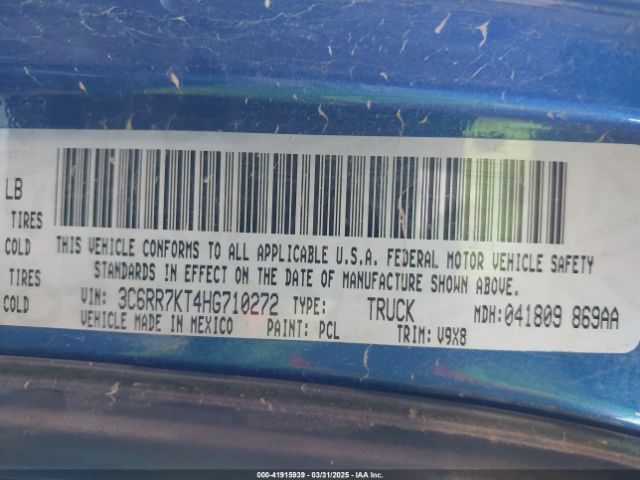 LB
TIRES
COLD
TIRES
COLD
THIS VEHICLE CONFORMS TO ALL APPLICABLE U.S.A. FEDERAL MOTOR VEHICLE SAFETY
STANDARDS IN EFFECT ON THE DATE OF MANUFACTURE SHOWN ABOVE.
VIN: 3C6RR7KT4HG710272 TYPE: TRUCK MDH:041809 869AA
VEHICLE MADE IN MEXICO PAINT: PCL TRIM: V9X8
000-41915939 - 03/31/2025 - IAA Inc.